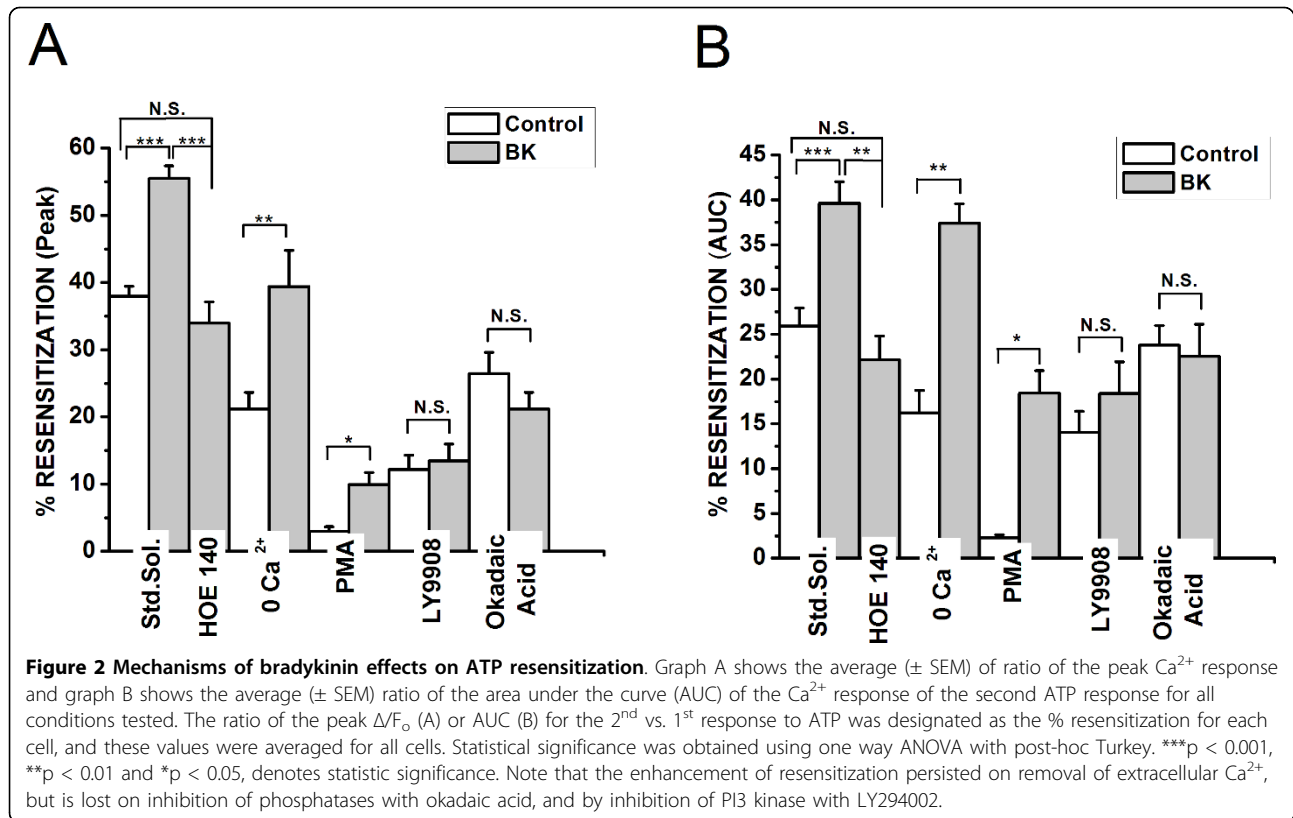 A
B
N.S.
*** ***
**
*
N.S.
N.S.
Control
BK
% RESENSITIZATION (Peak)
60
50
40
30
20
10
0
Std.Sol.
HOE 140
0 Ca 2+
PMA
LY9908
Okadaic
Acid
N.S.
*** **
**
*
N.S.
N.S.
Control
BK
% RESENSITIZATION (AUC)
45
40
35
30
25
20
15
10
5
0
Std.Sol.
HOE 140
0 Ca 2+
PMA
LY9908
Okadaic
Acid
Figure 2 Mechanisms of bradykinin effects on ATP resensitization. Graph A shows the average (± SEM) of ratio of the peak Ca2+ response
and graph B shows the average (± SEM) ratio of the area under the curve (AUC) of the Ca2+ response of the second ATP response for all
conditions tested. The ratio of the peak Δ/Fo (A) or AUC (B) for the 2nd vs. 1st response to ATP was designated as the % resensitization for each
cell, and these values were averaged for all cells. Statistical significance was obtained using one way ANOVA with post-hoc Turkey. ***p < 0.001,
**p < 0.01 and *p < 0.05, denotes statistic significance. Note that the enhancement of resensitization persisted on removal of extracellular Ca2+,
but is lost on inhibition of phosphatases with okadaic acid, and by inhibition of PI3 kinase with LY294002.